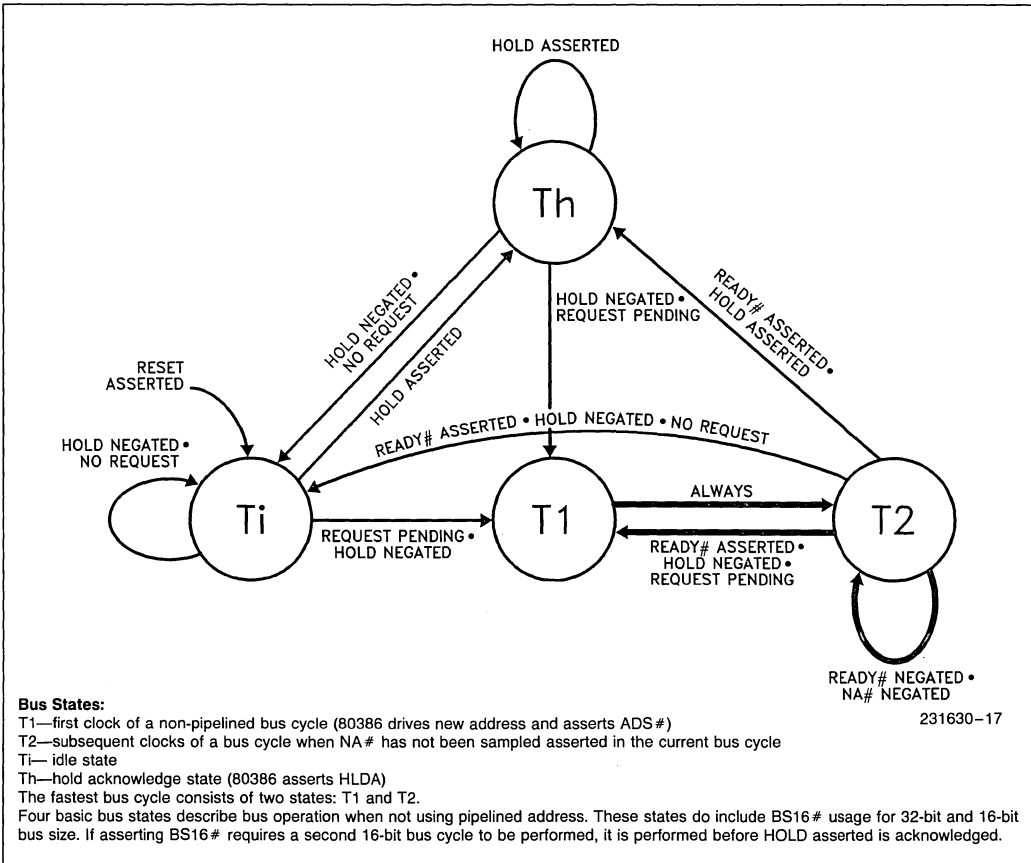 HOLD ASSERTED
Th
HOLD NEGATED •
NO REQUEST
HOLD ASSERTED
HOLD NEGATED •
REQUEST PENDING
READY# ASSERTED •
HOLD ASSERTED
RESET
ASSERTED
HOLD NEGATED •
NO REQUEST
READY# ASSERTED • HOLD NEGATED • NO REQUEST
Ti
REQUEST PENDING •
HOLD NEGATED
T1
ALWAYS
READY# ASSERTED •
HOLD NEGATED •
REQUEST PENDING
T2
READY# NEGATED •
NA# NEGATED
231630-17
Bus States:
T1—first clock of a non-pipelined bus cycle (80386 drives new address and asserts ADS#)
T2—subsequent clocks of a bus cycle when NA# has not been sampled asserted in the current bus cycle
Ti— idle state
Th—hold acknowledge state (80386 asserts HLDA)
The fastest bus cycle consists of two states: T1 and T2.
Four basic bus states describe bus operation when not using pipelined address. These states do include BS16# usage for 32-bit and 16-bit
bus size. If asserting BS16# requires a second 16-bit bus cycle to be performed, it is performed before HOLD asserted is acknowledged.